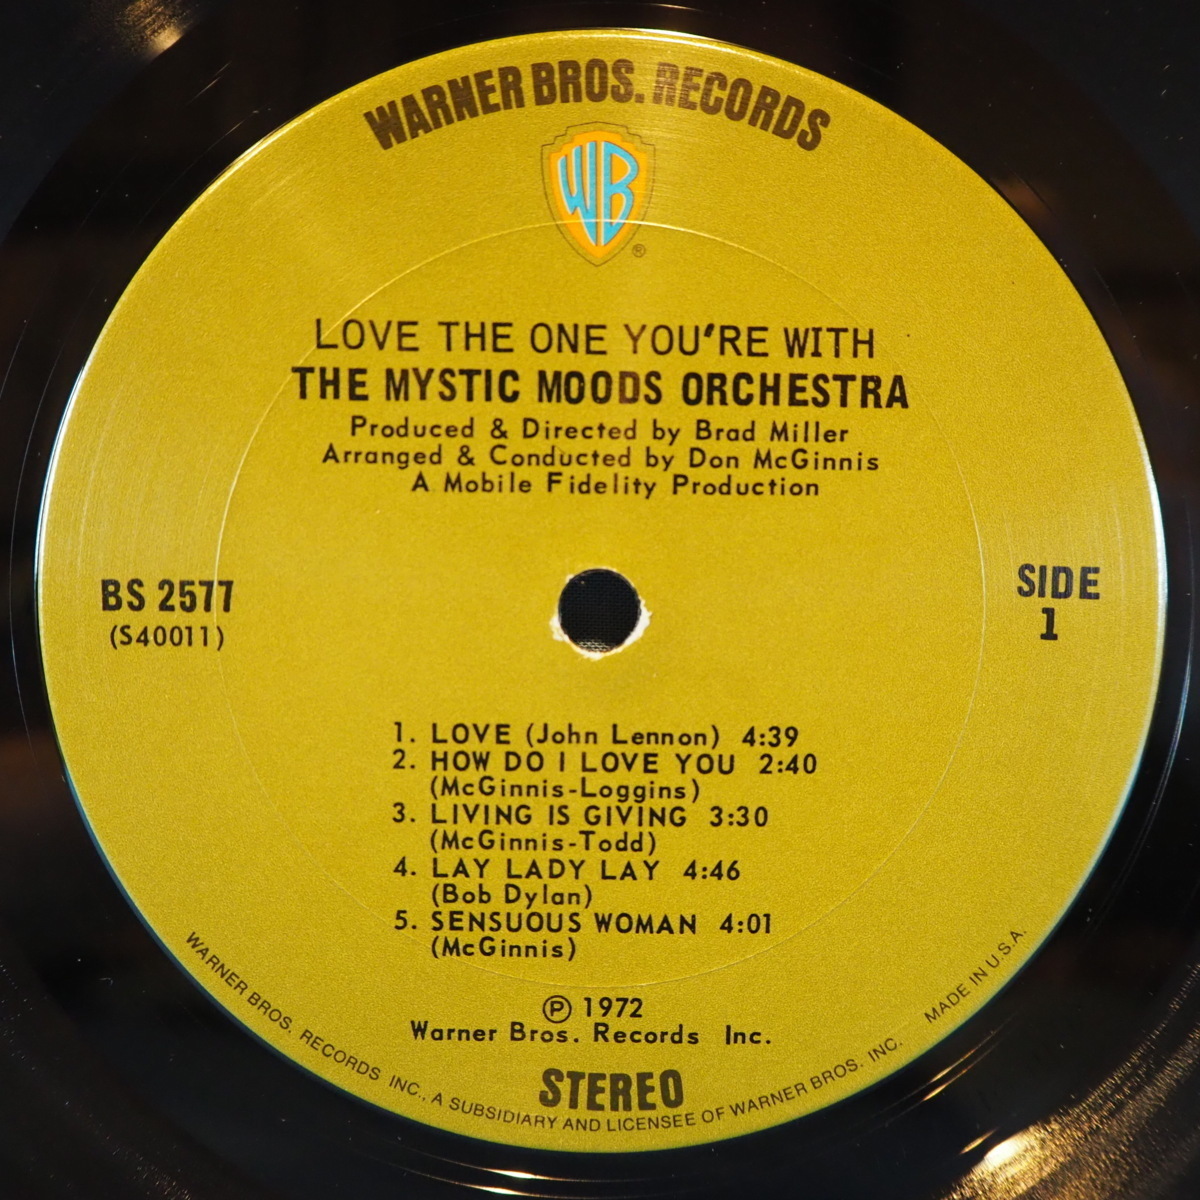 WARNER BROS. RECORDS
WB
®
LOVE THE ONE YOU'RE WITH
THE MYSTIC MOODS ORCHESTRA
Produced & Directed by Brad Miller
Arranged & Conducted by Don McGinnis
A Mobile Fidelity Production
BS 2577
(S40011)
SIDE
1
1. LOVE (John Lennon) 4:39
2. HOW DO I LOVE YOU 2:40
(McGinnis-Loggins)
3. LIVING IS GIVING 3:30
(McGinnis-Todd)
4. LAY LADY LAY 4:46
(Bob Dylan)
5. SENSUOUS WOMAN 4:01
(McGinnis)
℗ 1972
Warner Bros. Records Inc.
STEREO
WARNER BROS. RECORDS INC., A SUBSIDIARY AND LICENSEE OF WARNER BROS. INC. MADE IN U.S.A.